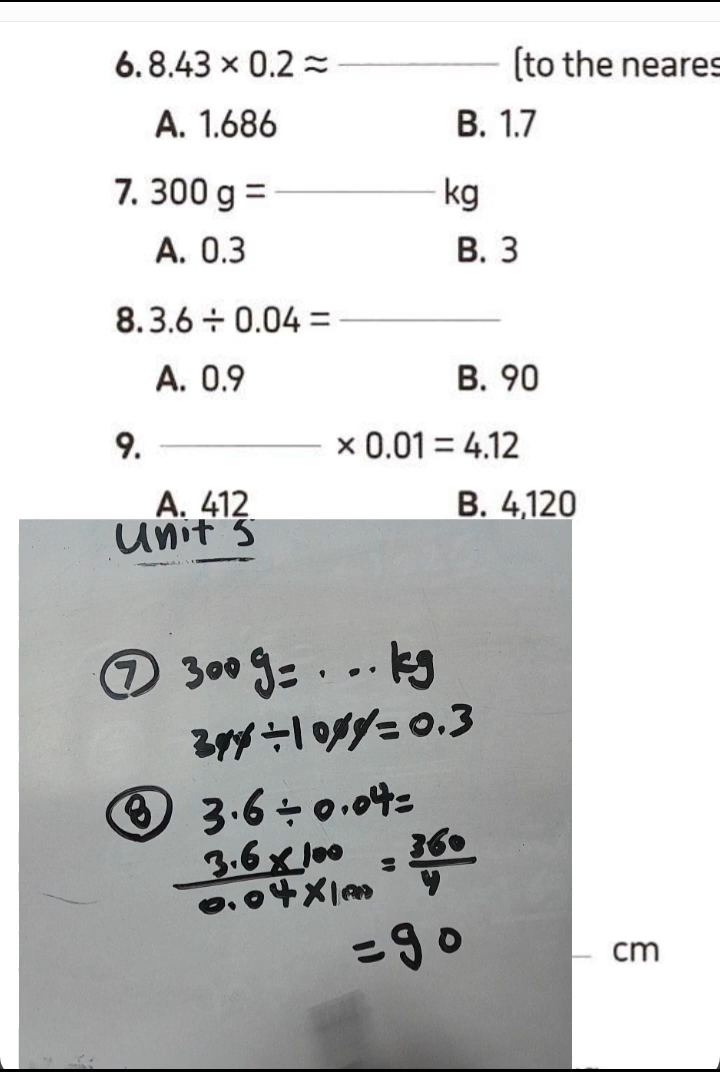 6. 8.43 × 0.2 ≈ [to the neares
A. 1.686 B. 1.7
7. 300 g = kg
A. 0.3 B. 3
8. 3.6 ÷ 0.04 =
A. 0.9 B. 90
9. × 0.01 = 4.12
A. 412 B. 4,120
Unit 5
7 300 g = . .. kg
300 ÷ 1000 = 0.3
8 3.6 ÷ 0.04 =
3.6 × 100 = 360
0.04 × 100 4
= 90
cm